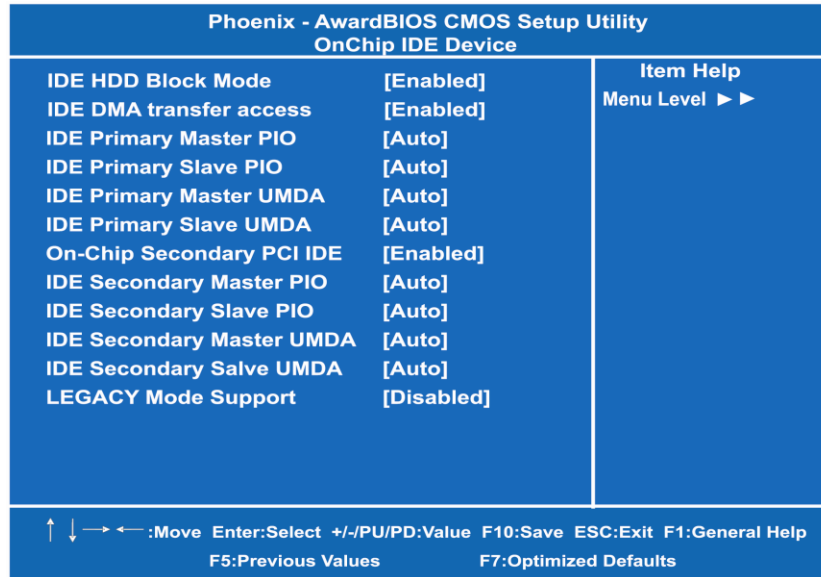 Phoenix - AwardBIOS CMOS Setup Utility
OnChip IDE Device
IDE HDD Block Mode [Enabled]
IDE DMA transfer access [Enabled]
IDE Primary Master PIO [Auto]
IDE Primary Slave PIO [Auto]
IDE Primary Master UMDA [Auto]
IDE Primary Slave UMDA [Auto]
On-Chip Secondary PCI IDE [Enabled]
IDE Secondary Master PIO [Auto]
IDE Secondary Slave PIO [Auto]
IDE Secondary Master UMDA [Auto]
IDE Secondary Salve UMDA [Auto]
LEGACY Mode Support [Disabled]
Item Help
Menu Level ►►
↑ ↓ → ← :Move Enter:Select +/-/PU/PD:Value F10:Save ESC:Exit F1:General Help
F5:Previous Values F7:Optimized Defaults